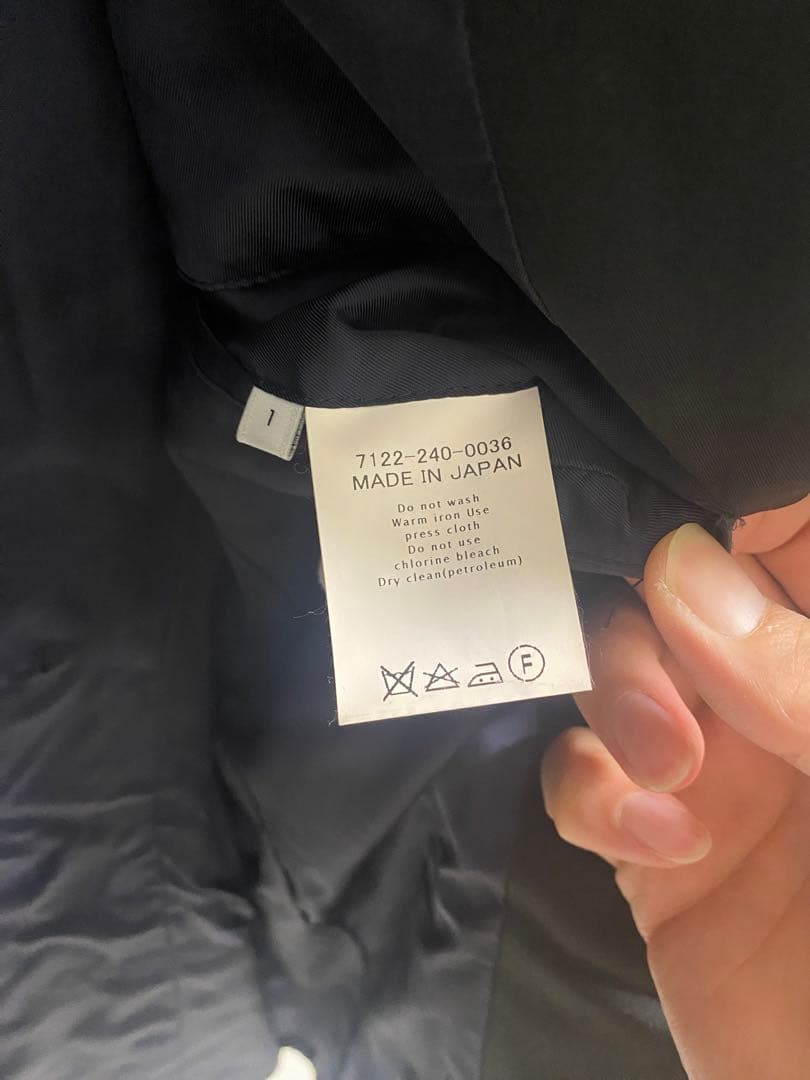 1
7122-240-0036
MADE IN JAPAN
Do not wash
Warm iron Use
press cloth
Do not use
chlorine bleach
Dry clean(petroleum)
F